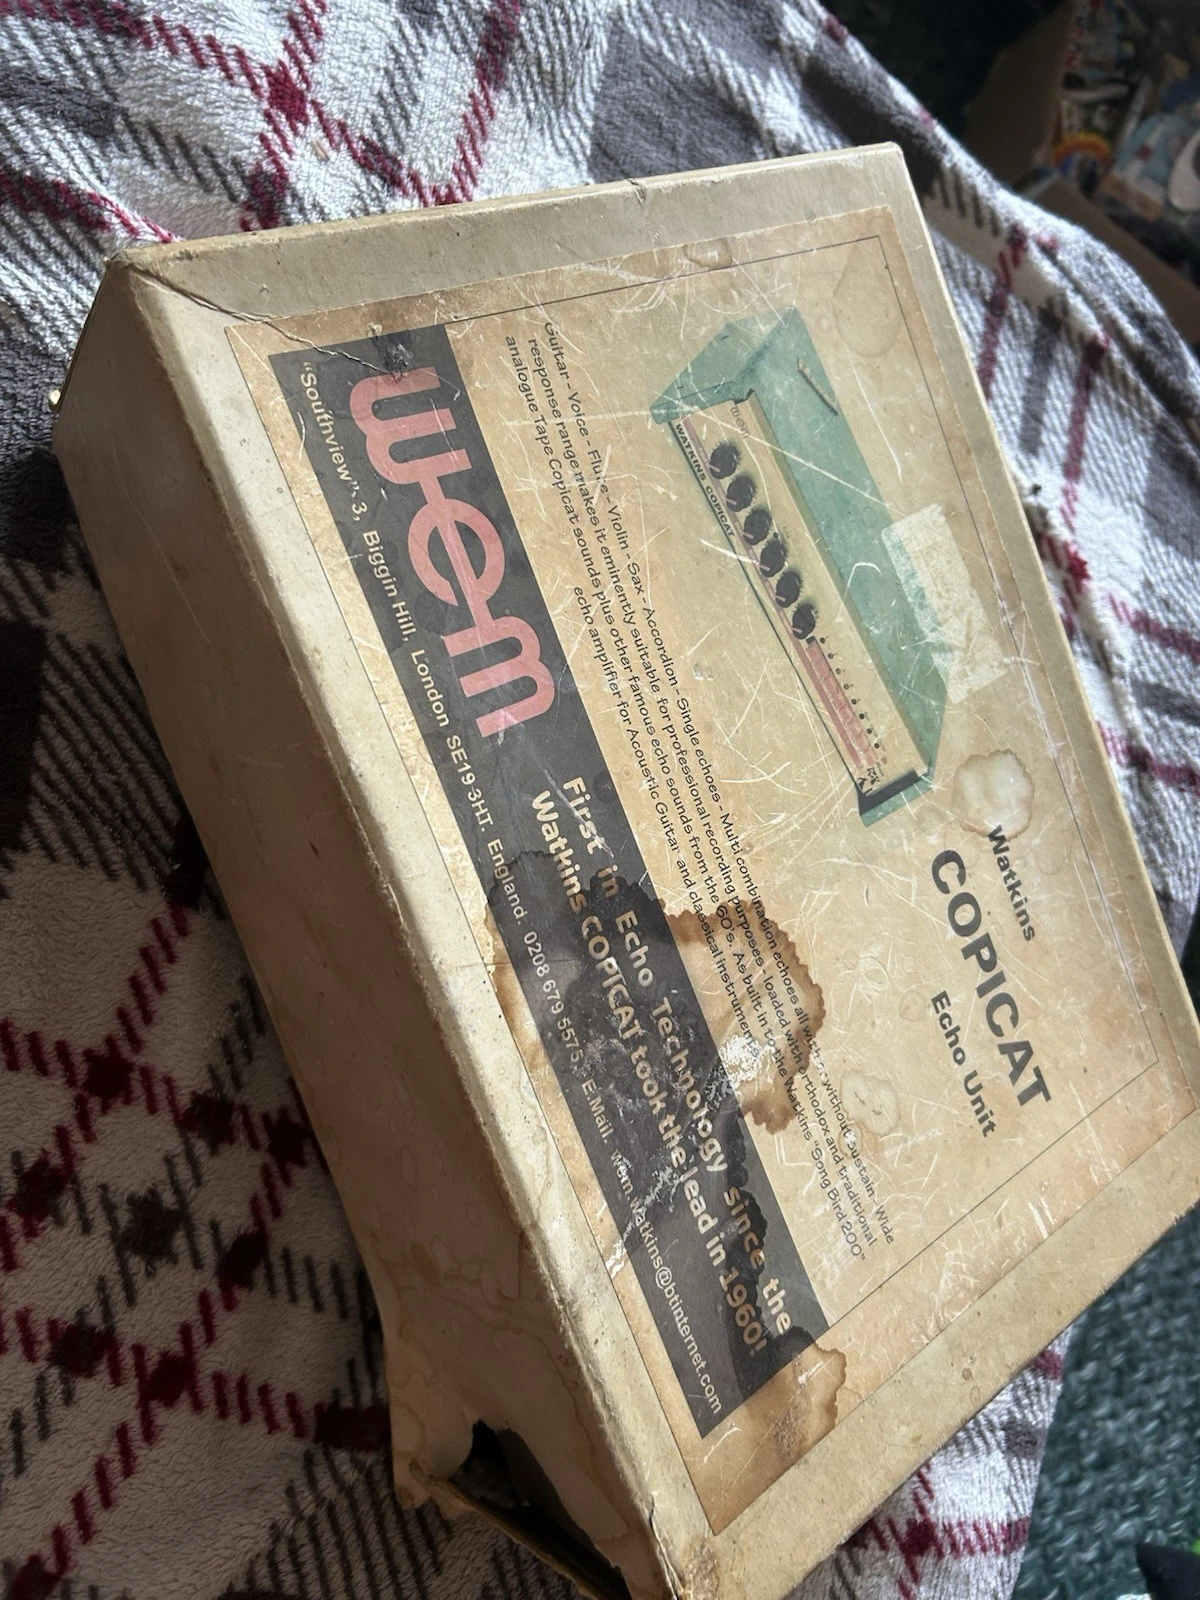 Watkins
COPICAT
Echo Unit
WATKINS COPICAT
Guitar - Voice - Flute - Violin - Sax - Accordion - Single echoes - Multi combination echoes all with or without sustain - Wide
response range makes it eminently suitable for professional recording purposes - loaded with orthodox and traditional
analogue Tape Copicat sounds plus other famous echo sounds from the 60's. As built in to the Watkins "Song Bird 200"
echo amplifier for Acoustic Guitar and classical instruments
wem
First in Echo Technology since the
Watkins COPICAT took the lead in 1960!
"Southview", 3, Biggin Hill, London SE19 3HT. England. 0208 679 5575 E.Mail. wem.watkins@btinternet.com